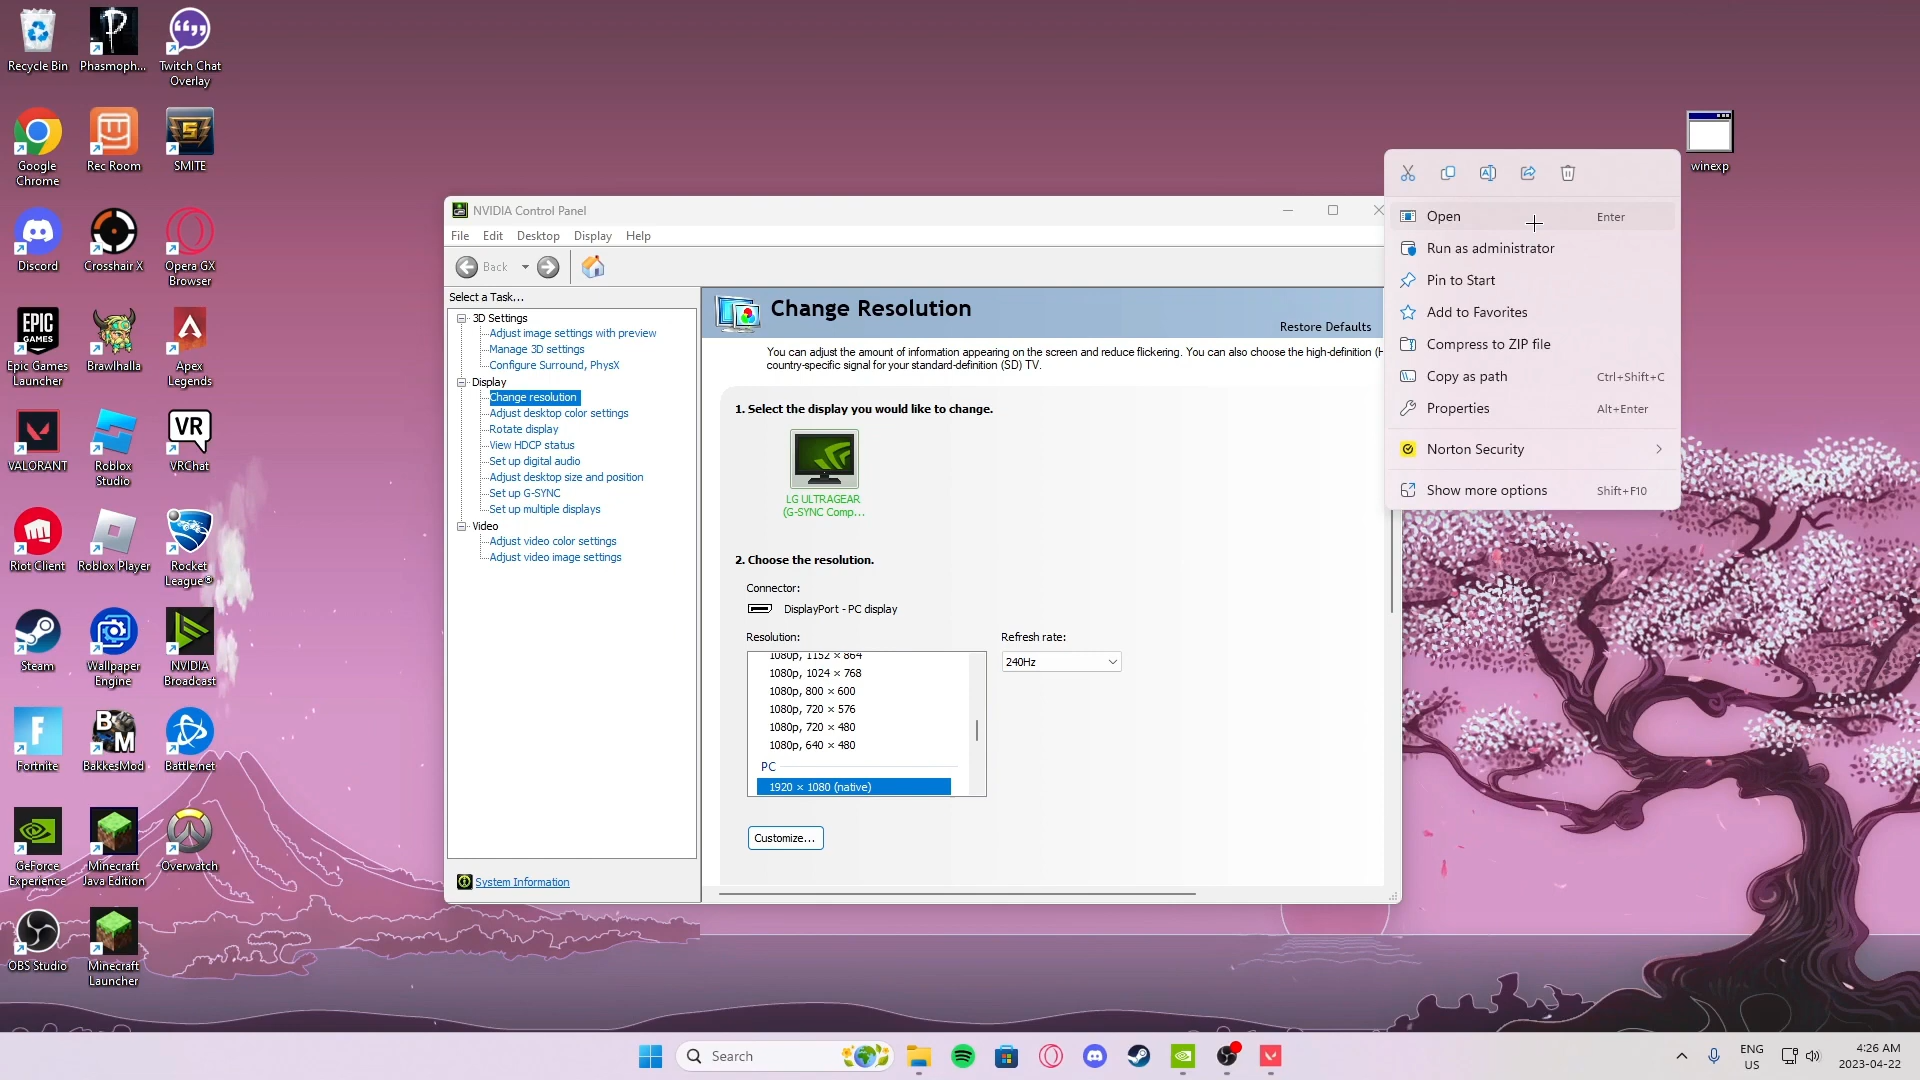 Recycle Bin
Phasmoph...
Twitch Chat
Overlay
Google
Chrome
Rec Room
SMITE
Discord
Crosshair X
Opera GX
Browser
Epic Games
Launcher
Brawlhalla
Apex
Legends
VALORANT
Roblox
Studio
VRChat
Riot Client
Roblox Player
Rocket
League®
Steam
Wallpaper
Engine
NVIDIA
Broadcast
Fortnite
BakkesMod
Battle.net
GeForce
Experience
Minecraft
Java Edition
Overwatch
OBS Studio
Minecraft
Launcher
winexp
NVIDIA Control Panel
File Edit Desktop Display Help
Back
Select a Task...
3D Settings
Adjust image settings with preview
Manage 3D settings
Configure Surround, PhysX
Display
Change resolution
Adjust desktop color settings
Rotate display
View HDCP status
Set up digital audio
Adjust desktop size and position
Set up G-SYNC
Set up multiple displays
Video
Adjust video color settings
Adjust video image settings
System Information
Change Resolution
Restore Defaults
You can adjust the amount of information appearing on the screen and reduce flickering. You can also choose the high-definition (H
country-specific signal for your standard-definition (SD) TV.
1. Select the display you would like to change.
LG ULTRAGEAR
(G-SYNC Comp...
2. Choose the resolution.
Connector:
DisplayPort - PC display
Resolution:
Refresh rate:
1080p, 1152 × 864
240Hz
1080p, 1024 × 768
1080p, 800 × 600
1080p, 720 × 576
1080p, 720 × 480
1080p, 640 × 480
PC
1920 × 1080 (native)
Customize...
Open Enter
Run as administrator
Pin to Start
Add to Favorites
Compress to ZIP file
Copy as path Ctrl+Shift+C
Properties Alt+Enter
Norton Security
Show more options Shift+F10
Search
ENG
US
4:26 AM
2023-04-22